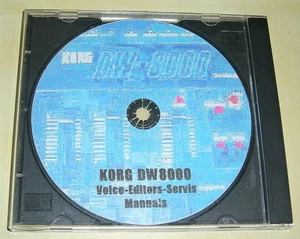 KORG DW-8000
KORG DW8000
Voice-Editors-Servis
Manuals